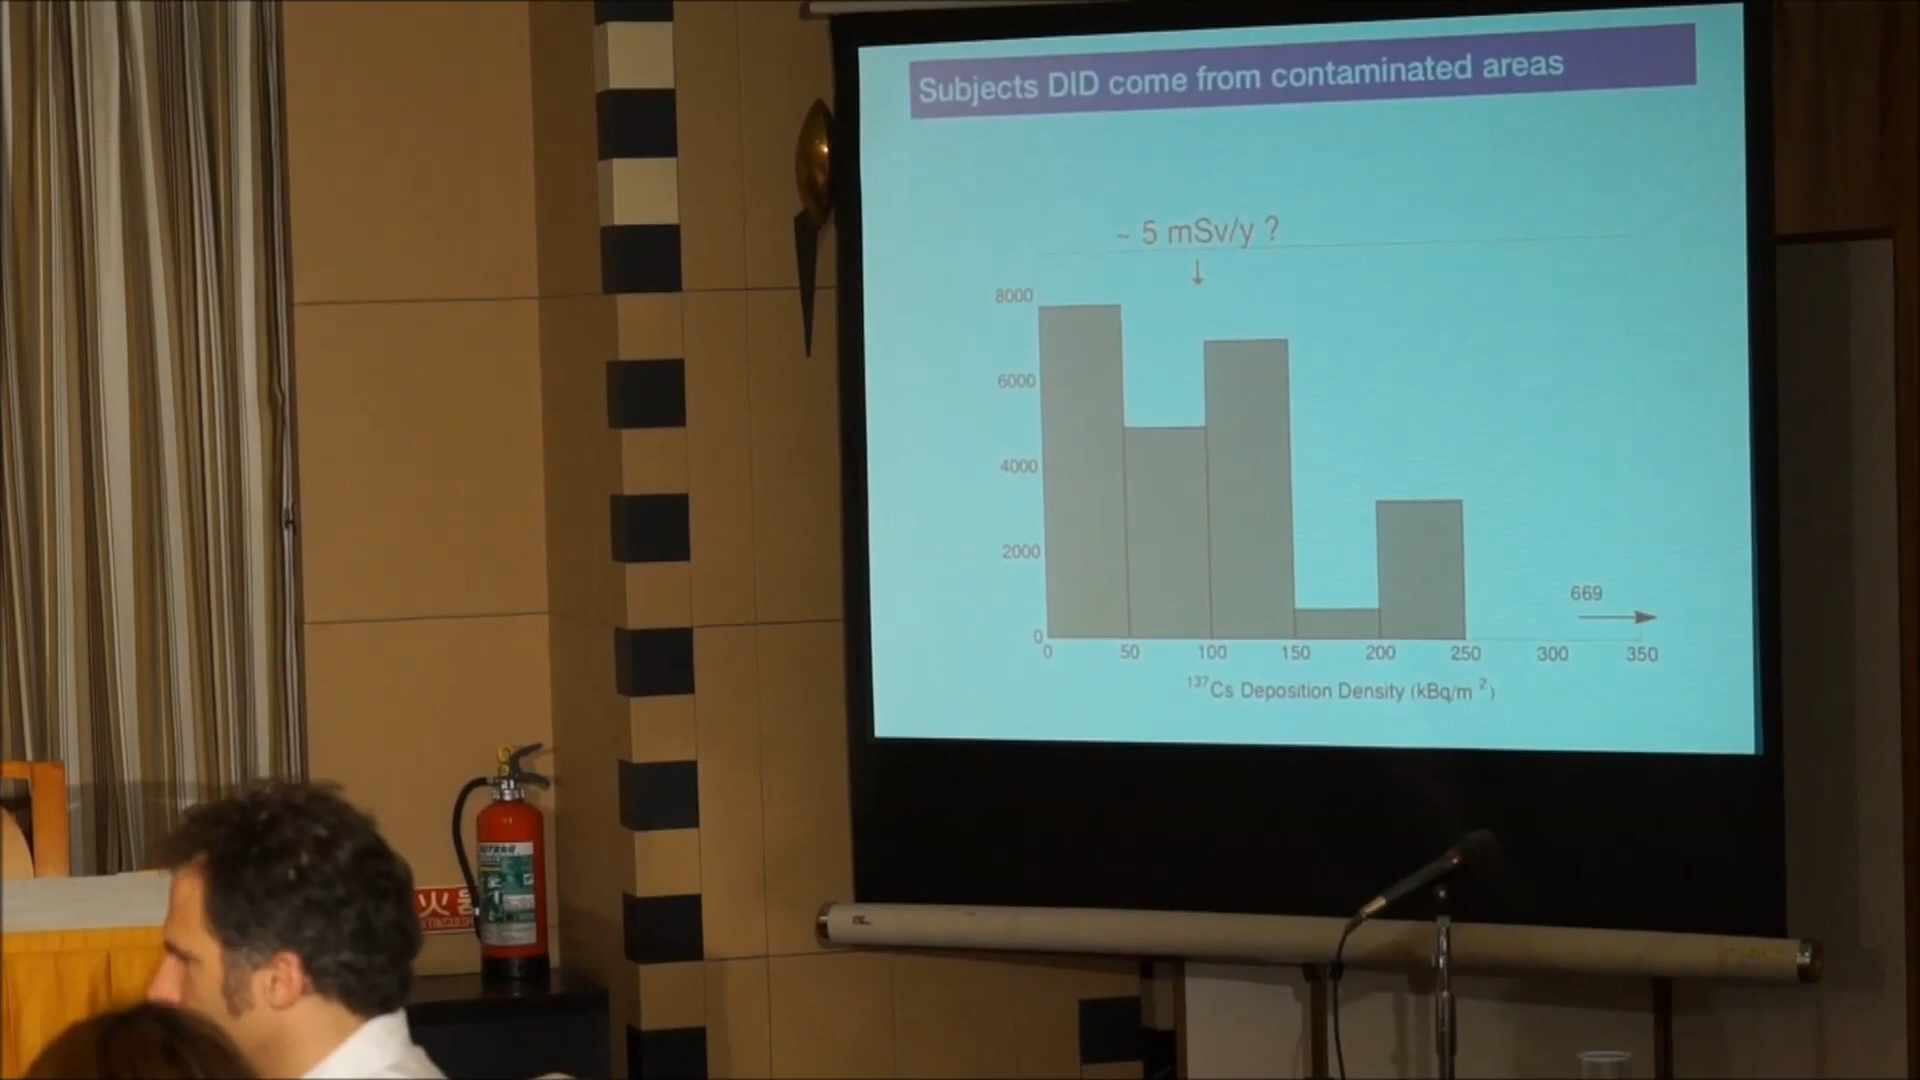 Subjects DID come from contaminated areas
~ 5 mSv/y ?
↓
8000
6000
4000
2000
0
669
0 50 100 150 200 250 300 350
137Cs Deposition Density (kBq/m 2)
火